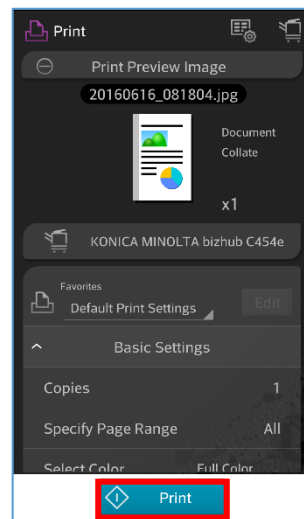 Print
Print Preview Image
20160616_081804.jpg
Document
Collate
x1
KONICA MINOLTA bizhub C454e
Favorites
Default Print Settings
Edit
Basic Settings
Copies 1
Specify Page Range All
Select Color Full Color
Print